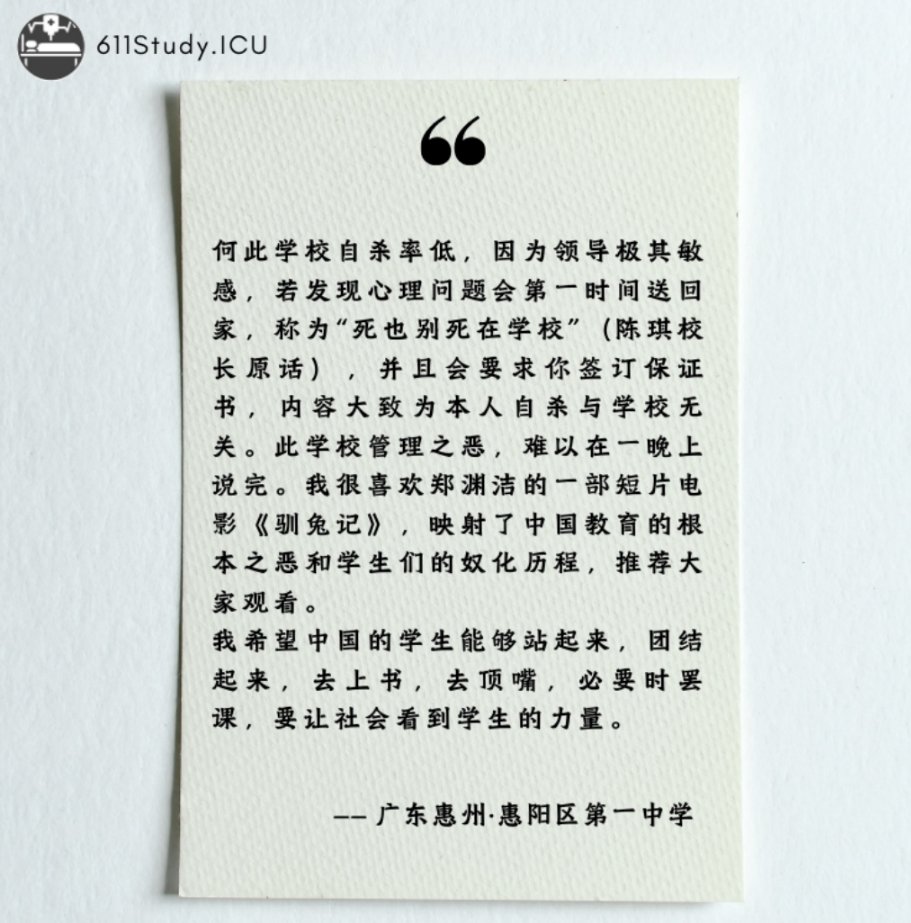 611Study.ICU
“
何此学校自杀率低，因为领导极其敏
感，若发现心理问题会第一时间送回
家，称为“死也别死在学校”（陈琪校
长原话），并且会要求你签订保证
书，内容大致为本人自杀与学校无
关。此学校管理之恶，难以在一晚上
说完。我很喜欢郑渊洁的一部短片电
影《驯兔记》，映射了中国教育的根
本之恶和学生们的奴化历程，推荐大
家观看。
我希望中国的学生能够站起来，团结
起来，去上书，去顶嘴，必要时罢
课，要让社会看到学生的力量。
-- 广东惠州·惠阳区第一中学